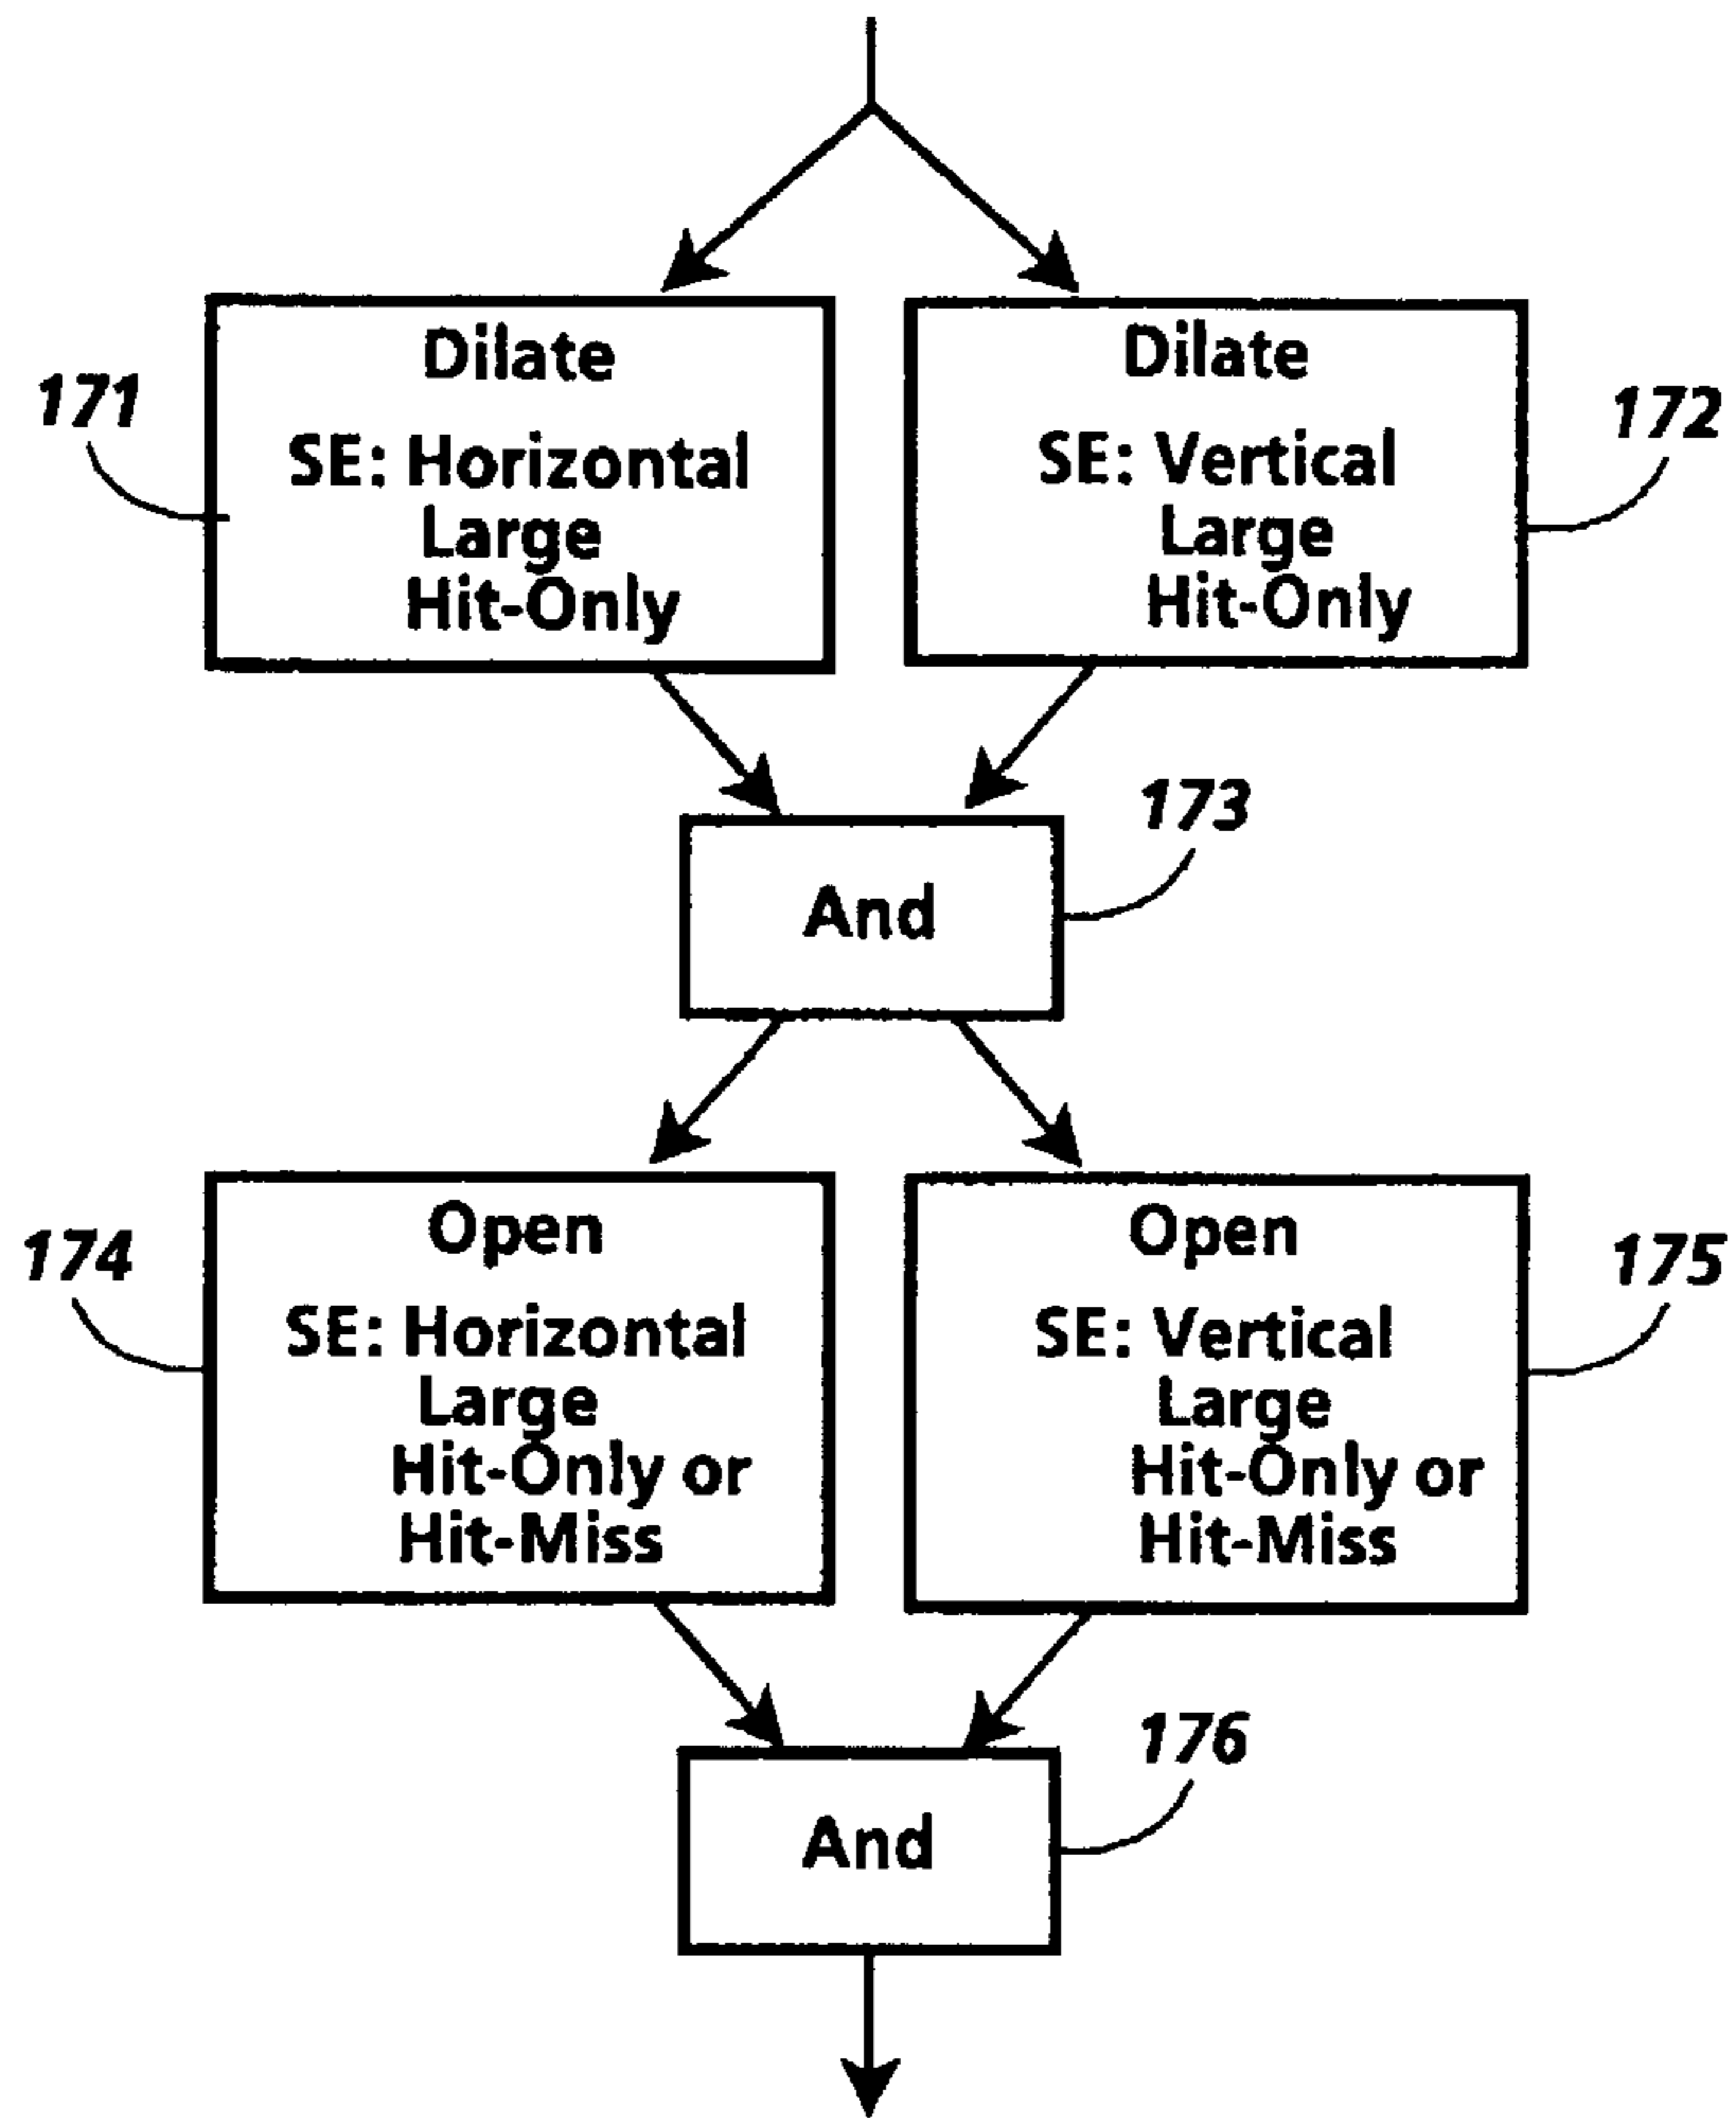 Dilate
SE: Horizontal
Large
Hit-Only
171
Dilate
SE: Vertical
Large
Hit-Only
172
And
173
Open
SE: Horizontal
Large
Hit-Only or
Hit-Miss
174
Open
SE: Vertical
Large
Hit-Only or
Hit-Miss
175
And
176